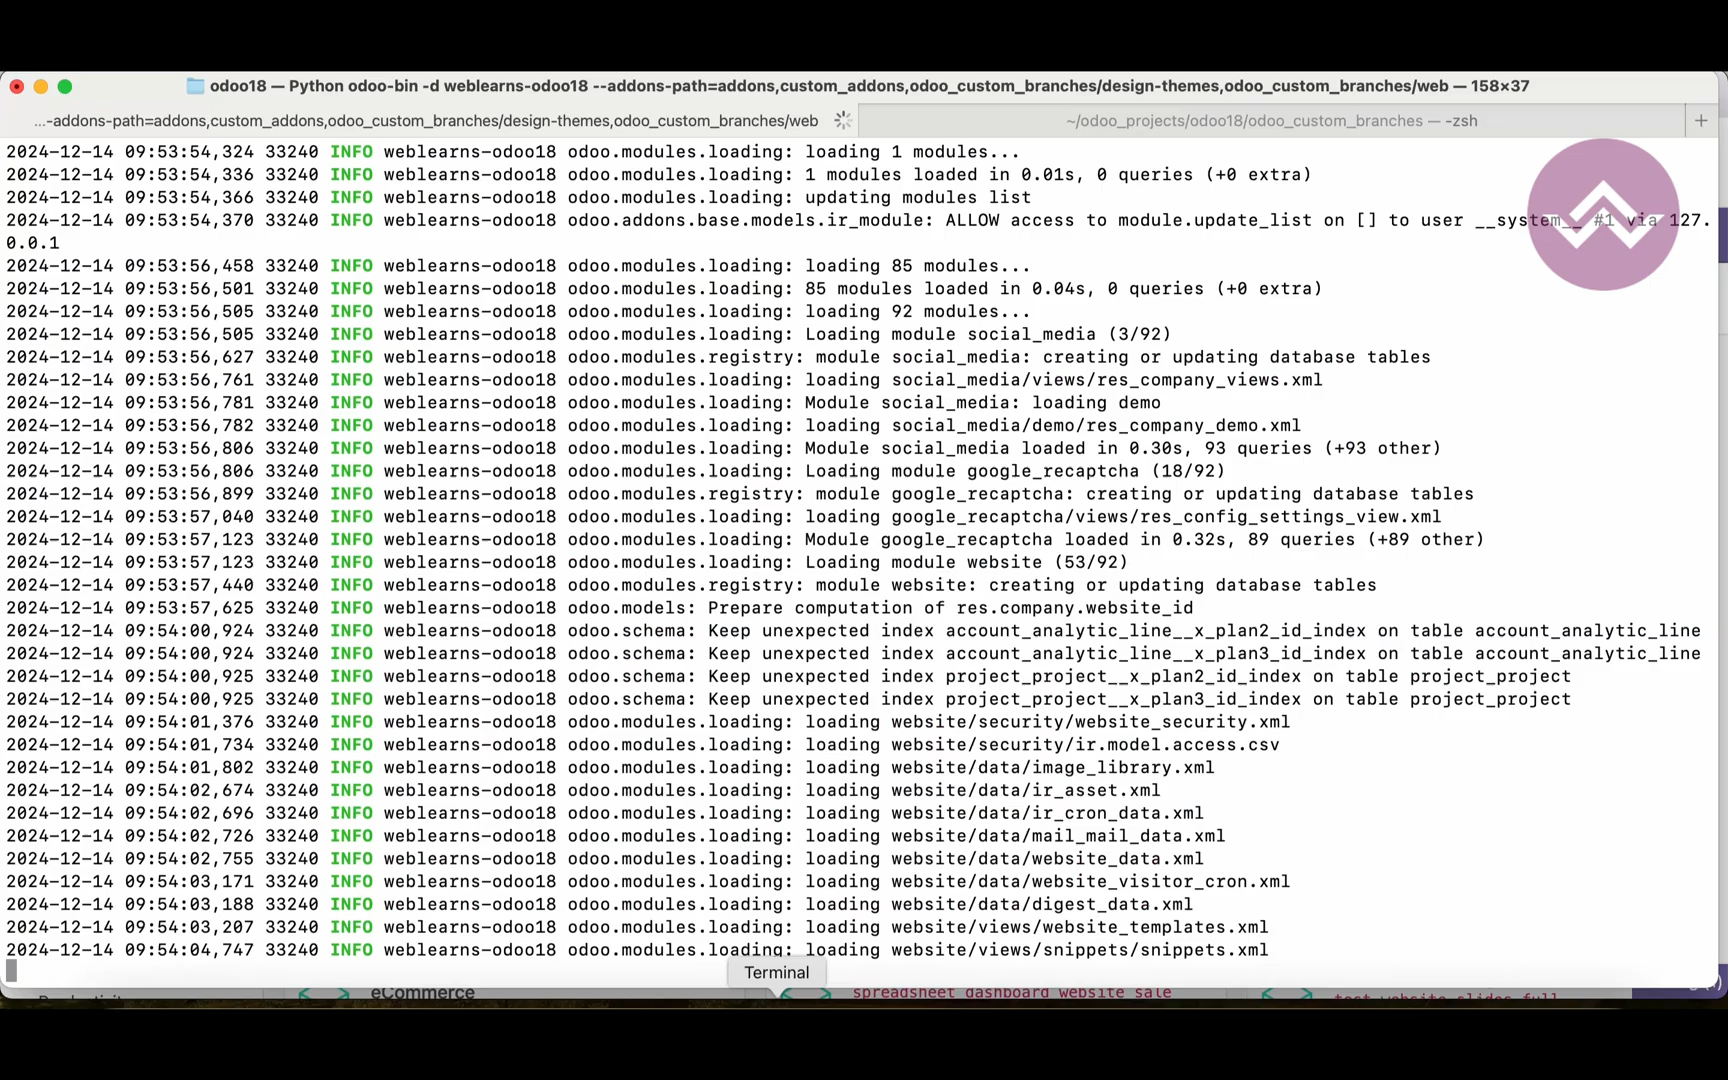 odoo18 — Python odoo-bin -d weblearns-odoo18 --addons-path=addons,custom_addons,odoo_custom_branches/design-themes,odoo_custom_branches/web — 158×37
...-addons-path=addons,custom_addons,odoo_custom_branches/design-themes,odoo_custom_branches/web
~/odoo_projects/odoo18/odoo_custom_branches — -zsh
2024-12-14 09:53:54,324 33240 INFO weblearns-odoo18 odoo.modules.loading: loading 1 modules...
2024-12-14 09:53:54,336 33240 INFO weblearns-odoo18 odoo.modules.loading: 1 modules loaded in 0.01s, 0 queries (+0 extra)
2024-12-14 09:53:54,366 33240 INFO weblearns-odoo18 odoo.modules.loading: updating modules list
2024-12-14 09:53:54,370 33240 INFO weblearns-odoo18 odoo.addons.base.models.ir_module: ALLOW access to module.update_list on [] to user __system__ #1 via 127.
0.0.1
2024-12-14 09:53:56,458 33240 INFO weblearns-odoo18 odoo.modules.loading: loading 85 modules...
2024-12-14 09:53:56,501 33240 INFO weblearns-odoo18 odoo.modules.loading: 85 modules loaded in 0.04s, 0 queries (+0 extra)
2024-12-14 09:53:56,505 33240 INFO weblearns-odoo18 odoo.modules.loading: loading 92 modules...
2024-12-14 09:53:56,505 33240 INFO weblearns-odoo18 odoo.modules.loading: Loading module social_media (3/92)
2024-12-14 09:53:56,627 33240 INFO weblearns-odoo18 odoo.modules.registry: module social_media: creating or updating database tables
2024-12-14 09:53:56,761 33240 INFO weblearns-odoo18 odoo.modules.loading: loading social_media/views/res_company_views.xml
2024-12-14 09:53:56,781 33240 INFO weblearns-odoo18 odoo.modules.loading: Module social_media: loading demo
2024-12-14 09:53:56,782 33240 INFO weblearns-odoo18 odoo.modules.loading: loading social_media/demo/res_company_demo.xml
2024-12-14 09:53:56,806 33240 INFO weblearns-odoo18 odoo.modules.loading: Module social_media loaded in 0.30s, 93 queries (+93 other)
2024-12-14 09:53:56,806 33240 INFO weblearns-odoo18 odoo.modules.loading: Loading module google_recaptcha (18/92)
2024-12-14 09:53:56,899 33240 INFO weblearns-odoo18 odoo.modules.registry: module google_recaptcha: creating or updating database tables
2024-12-14 09:53:57,040 33240 INFO weblearns-odoo18 odoo.modules.loading: loading google_recaptcha/views/res_config_settings_view.xml
2024-12-14 09:53:57,123 33240 INFO weblearns-odoo18 odoo.modules.loading: Module google_recaptcha loaded in 0.32s, 89 queries (+89 other)
2024-12-14 09:53:57,123 33240 INFO weblearns-odoo18 odoo.modules.loading: Loading module website (53/92)
2024-12-14 09:53:57,440 33240 INFO weblearns-odoo18 odoo.modules.registry: module website: creating or updating database tables
2024-12-14 09:53:57,625 33240 INFO weblearns-odoo18 odoo.models: Prepare computation of res.company.website_id
2024-12-14 09:54:00,924 33240 INFO weblearns-odoo18 odoo.schema: Keep unexpected index account_analytic_line__x_plan2_id_index on table account_analytic_line
2024-12-14 09:54:00,924 33240 INFO weblearns-odoo18 odoo.schema: Keep unexpected index account_analytic_line__x_plan3_id_index on table account_analytic_line
2024-12-14 09:54:00,925 33240 INFO weblearns-odoo18 odoo.schema: Keep unexpected index project_project__x_plan2_id_index on table project_project
2024-12-14 09:54:00,925 33240 INFO weblearns-odoo18 odoo.schema: Keep unexpected index project_project__x_plan3_id_index on table project_project
2024-12-14 09:54:01,376 33240 INFO weblearns-odoo18 odoo.modules.loading: loading website/security/website_security.xml
2024-12-14 09:54:01,734 33240 INFO weblearns-odoo18 odoo.modules.loading: loading website/security/ir.model.access.csv
2024-12-14 09:54:01,802 33240 INFO weblearns-odoo18 odoo.modules.loading: loading website/data/image_library.xml
2024-12-14 09:54:02,674 33240 INFO weblearns-odoo18 odoo.modules.loading: loading website/data/ir_asset.xml
2024-12-14 09:54:02,696 33240 INFO weblearns-odoo18 odoo.modules.loading: loading website/data/ir_cron_data.xml
2024-12-14 09:54:02,726 33240 INFO weblearns-odoo18 odoo.modules.loading: loading website/data/mail_mail_data.xml
2024-12-14 09:54:02,755 33240 INFO weblearns-odoo18 odoo.modules.loading: loading website/data/website_data.xml
2024-12-14 09:54:03,171 33240 INFO weblearns-odoo18 odoo.modules.loading: loading website/data/website_visitor_cron.xml
2024-12-14 09:54:03,188 33240 INFO weblearns-odoo18 odoo.modules.loading: loading website/data/digest_data.xml
2024-12-14 09:54:03,207 33240 INFO weblearns-odoo18 odoo.modules.loading: loading website/views/website_templates.xml
2024-12-14 09:54:04,747 33240 INFO weblearns-odoo18 odoo.modules.loading: loading website/views/snippets/snippets.xml
Terminal
eCommerce
spreadsheet_dashboard_website_sale
test_website_slides_full